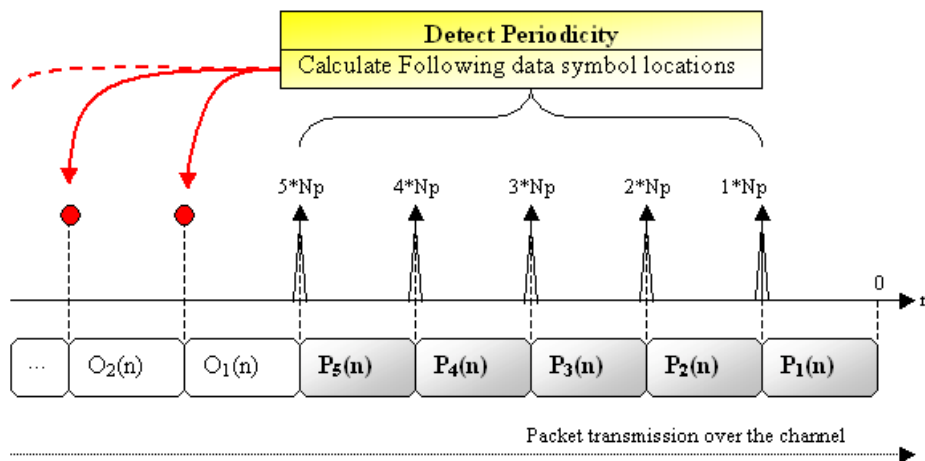 Detect Periodicity
Calculate Following data symbol locations
5*Np 4*Np 3*Np 2*Np 1*Np
0
... O₂(n) O₁(n) P₅(n) P₄(n) P₃(n) P₂(n) P₁(n)
Packet transmission over the channel